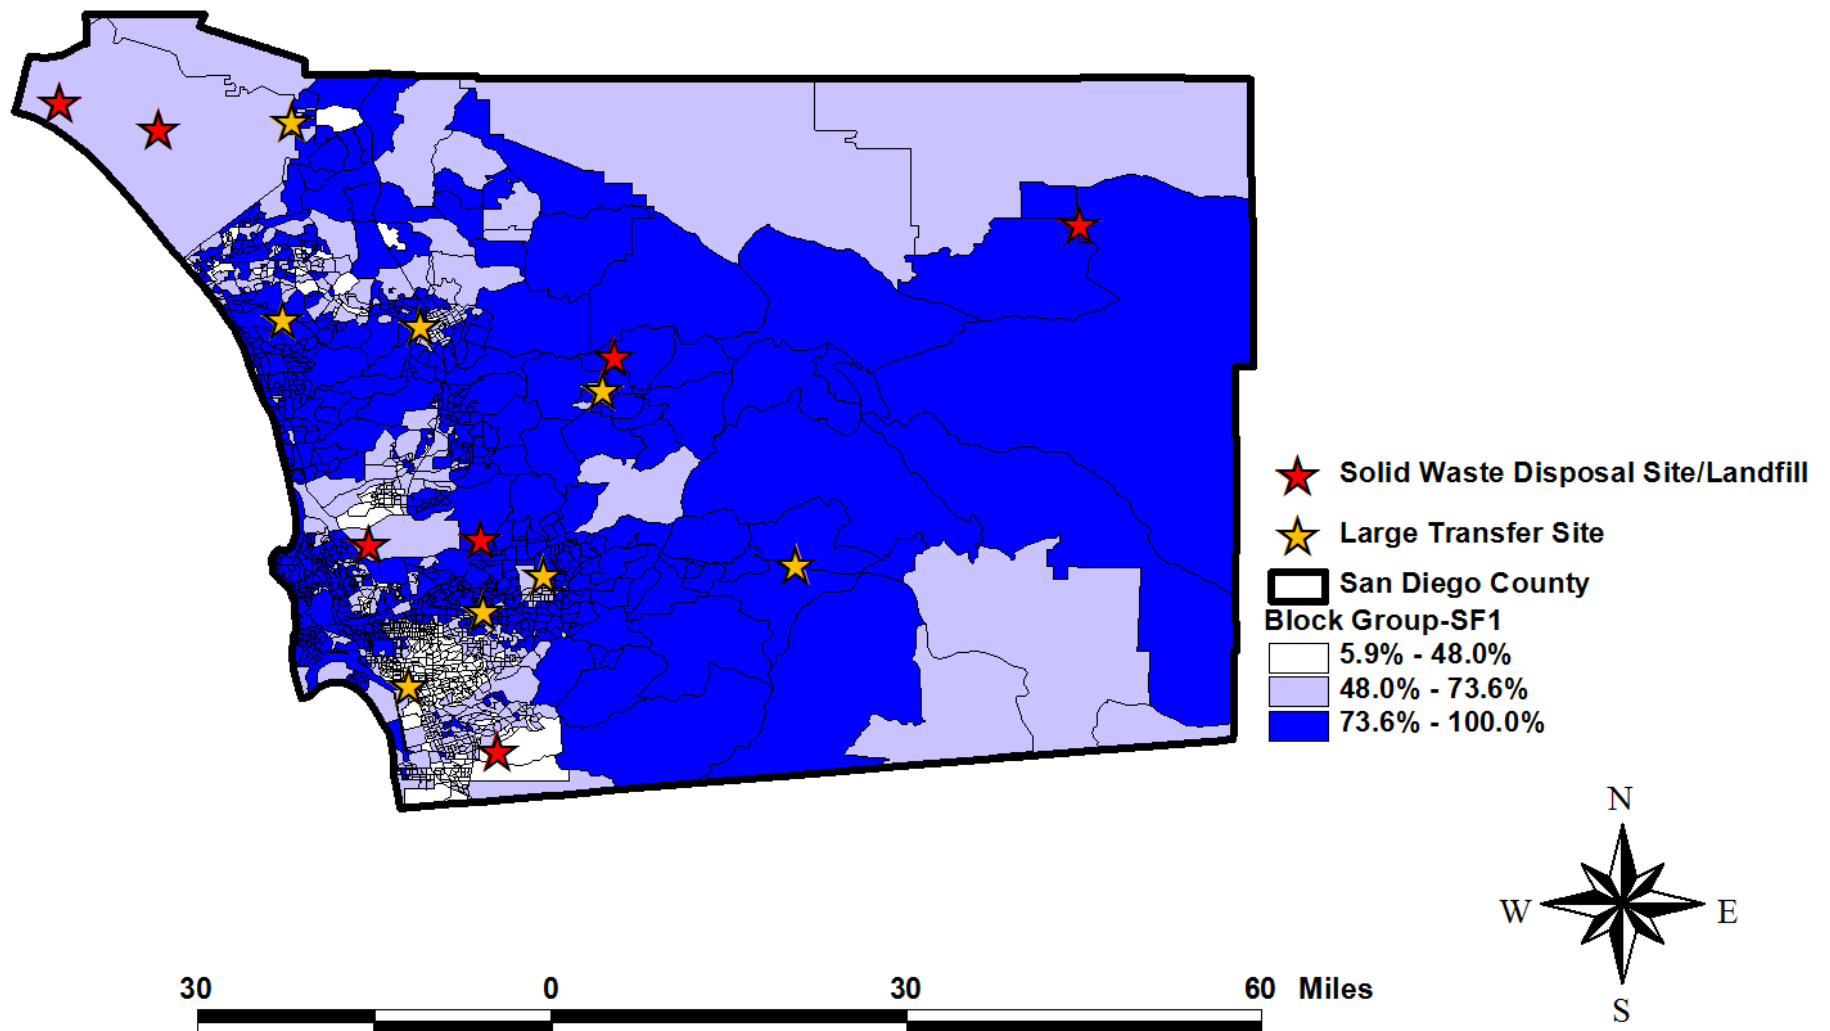 Solid Waste Disposal Site/Landfill
Large Transfer Site
San Diego County
Block Group-SF1
5.9% - 48.0%
48.0% - 73.6%
73.6% - 100.0%
N
W E
S
30 0 30 60 Miles